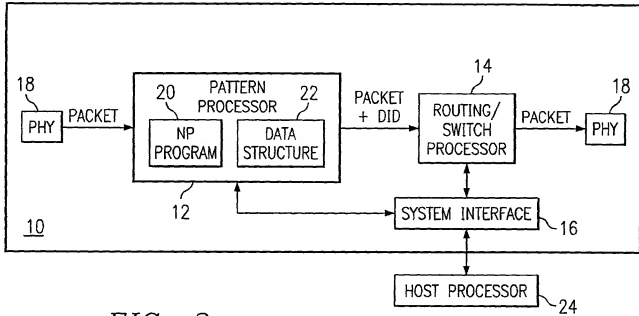 14
18
18
PACKET
PATTERN
PROCESSOR
20
22
NP
PROGRAM
DATA
STRUCTURE
PACKET
+ DID
ROUTING/
SWITCH
PROCESSOR
PACKET
PHY
PHY
12
SYSTEM INTERFACE
16
10
HOST PROCESSOR
24